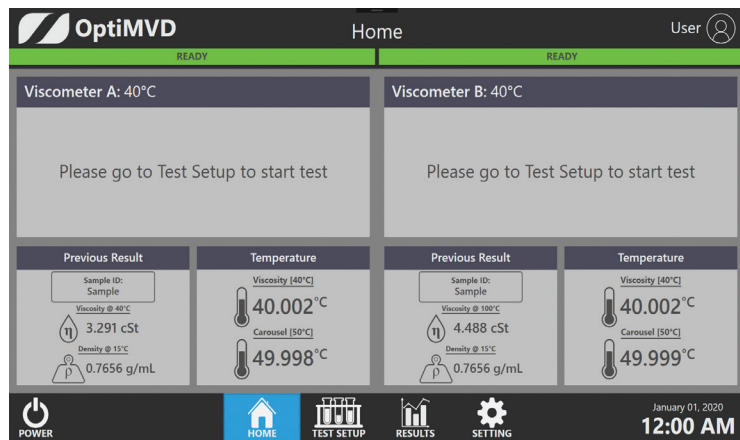 OptiMVD
Home
User
READY
READY
Viscometer A: 40°C
Please go to Test Setup to start test
Viscometer B: 40°C
Please go to Test Setup to start test
Previous Result
Sample ID:
Sample
Viscosity @ 40°C
η
3.291 cSt
Density @ 15°C
ρ
0.7656 g/mL
Temperature
Viscosity [40°C]
40.002°C
Carousel [50°C]
49.998°C
Previous Result
Sample ID:
Sample
Viscosity @ 100°C
η
4.488 cSt
Density @ 15°C
ρ
0.7656 g/mL
Temperature
Viscosity [40°C]
40.002°C
Carousel [50°C]
49.999°C
POWER
HOME
TEST SETUP
RESULTS
SETTING
January 01, 2020
12:00 AM